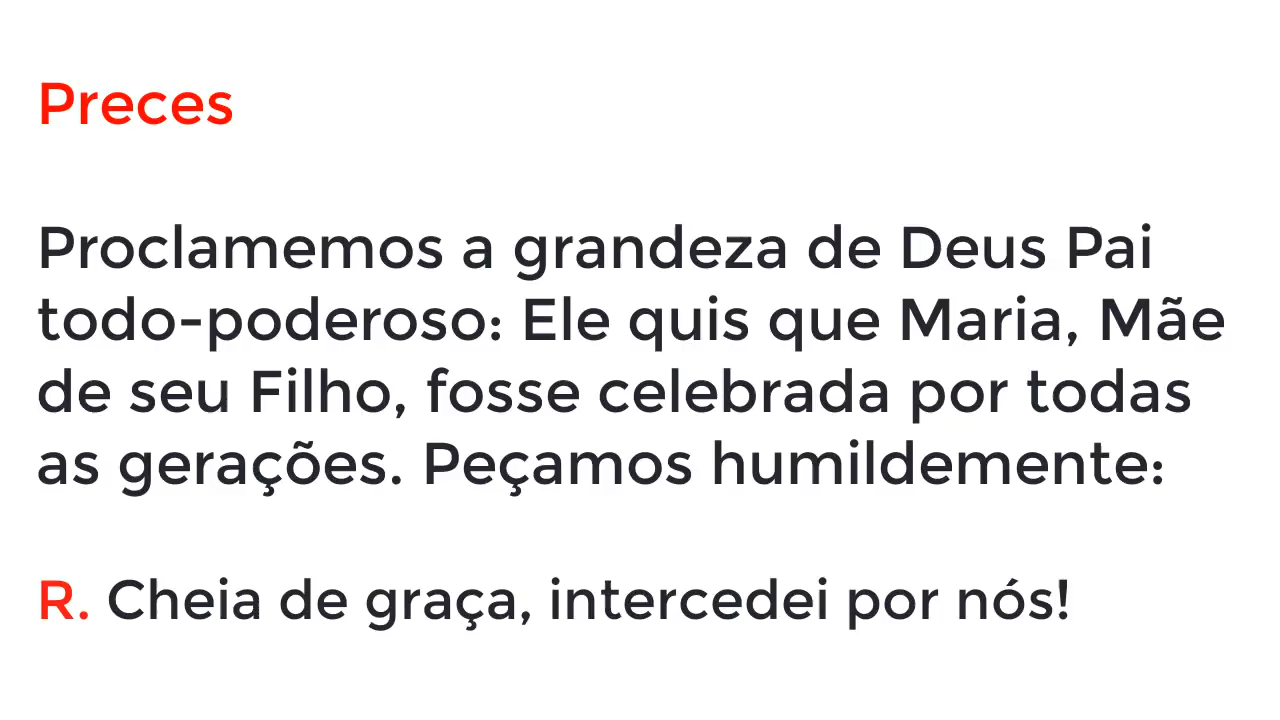 Preces
Proclamemos a grandeza de Deus Pai
todo-poderoso: Ele quis que Maria, Mãe
de seu Filho, fosse celebrada por todas
as gerações. Peçamos humildemente:
R. Cheia de graça, intercedei por nós!